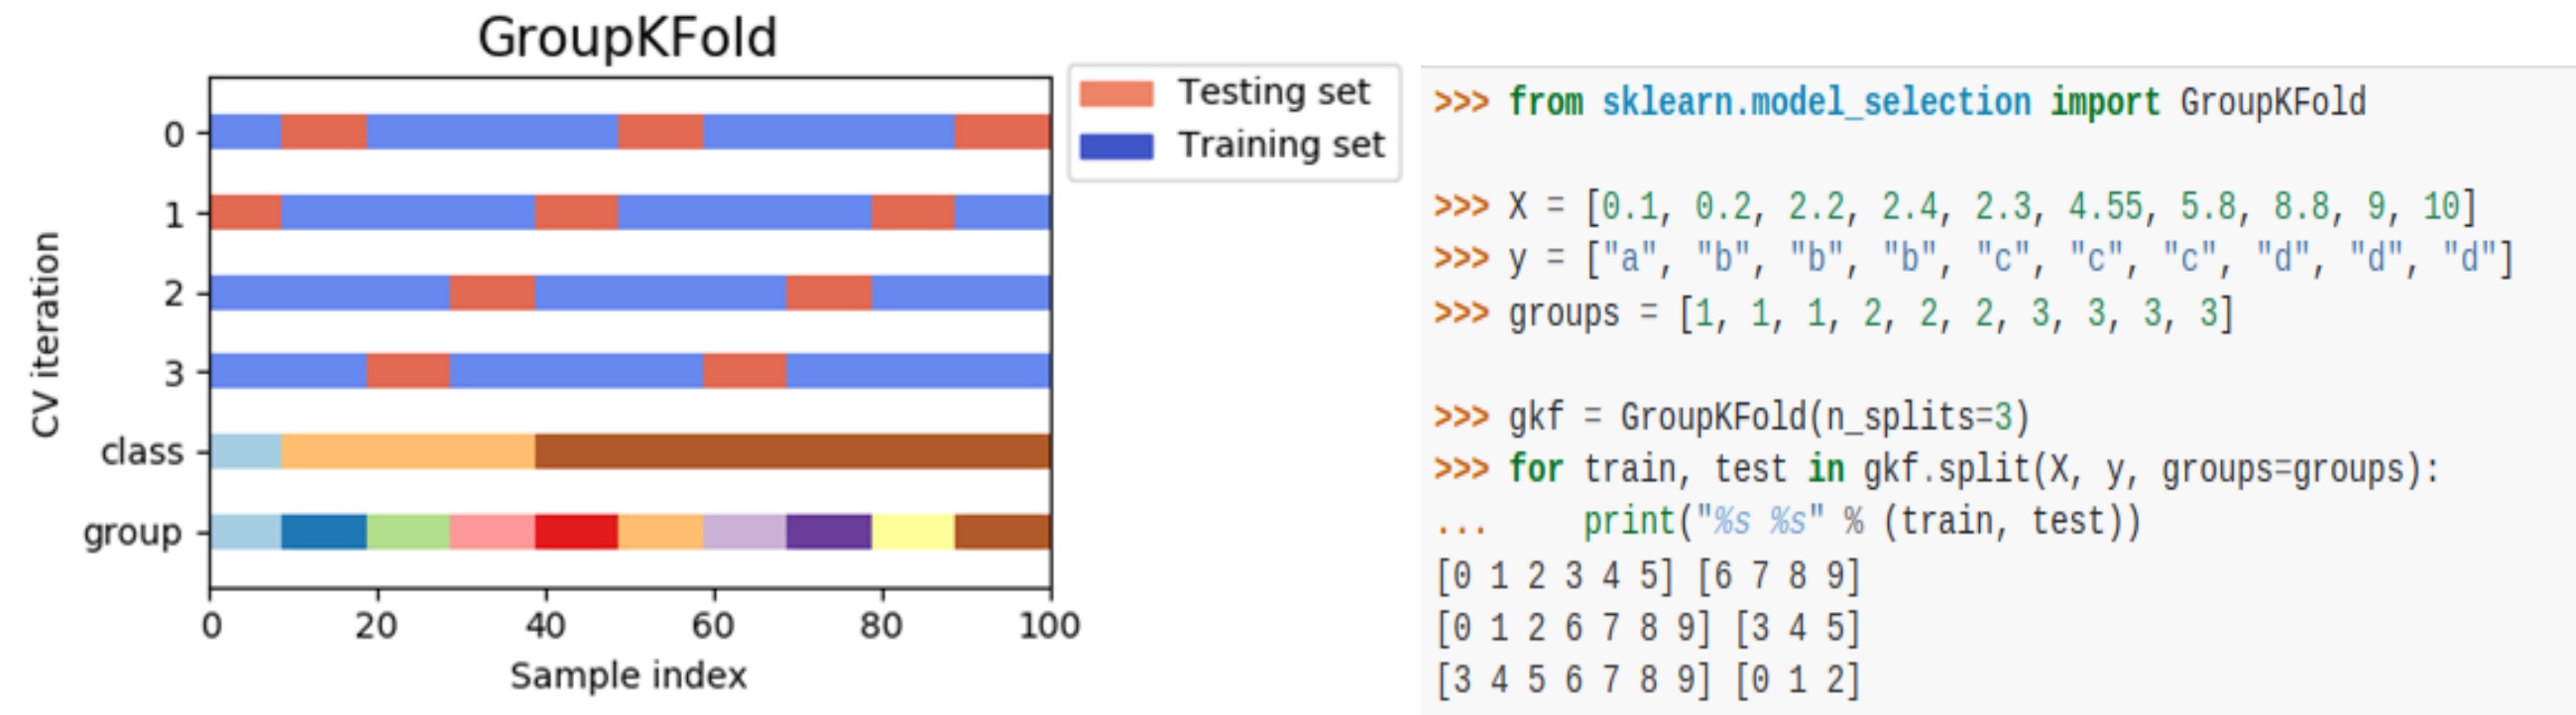 GroupKFold
Testing set
Training set
CV iteration
0
1
2
3
class
group
0 20 40 60 80 100
Sample index
>>> from sklearn.model_selection import GroupKFold
>>> X = [0.1, 0.2, 2.2, 2.4, 2.3, 4.55, 5.8, 8.8, 9, 10]
>>> y = ["a", "b", "b", "b", "c", "c", "c", "d", "d", "d"]
>>> groups = [1, 1, 1, 2, 2, 2, 3, 3, 3, 3]
>>> gkf = GroupKFold(n_splits=3)
>>> for train, test in gkf.split(X, y, groups=groups):
...     print("%s %s" % (train, test))
[0 1 2 3 4 5] [6 7 8 9]
[0 1 2 6 7 8 9] [3 4 5]
[3 4 5 6 7 8 9] [0 1 2]